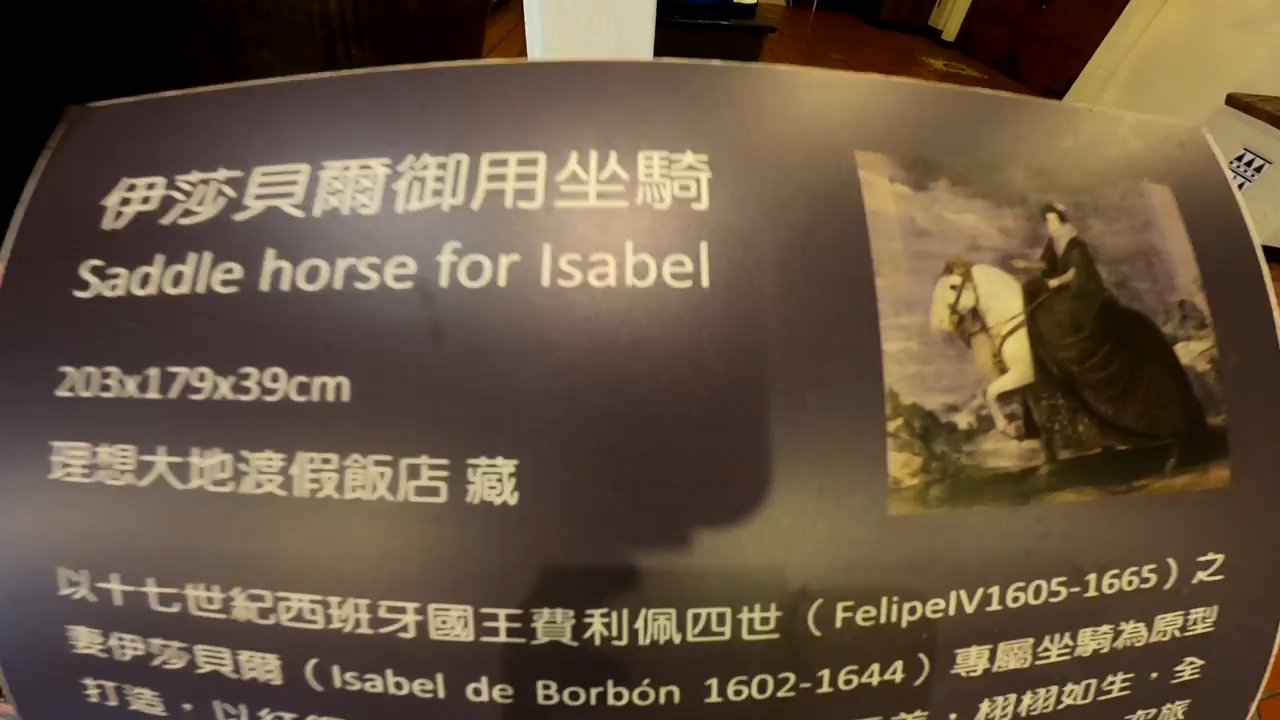 伊莎貝爾御用坐騎
Saddle horse for Isabel
203x179x39cm
理想大地渡假飯店 藏
以十七世紀西班牙國王費利佩四世（FelipeIV1605-1665）之
妻伊莎貝爾（Isabel de Borbón 1602-1644）專屬坐騎為原型
打造，以紅 ，栩栩如生，全